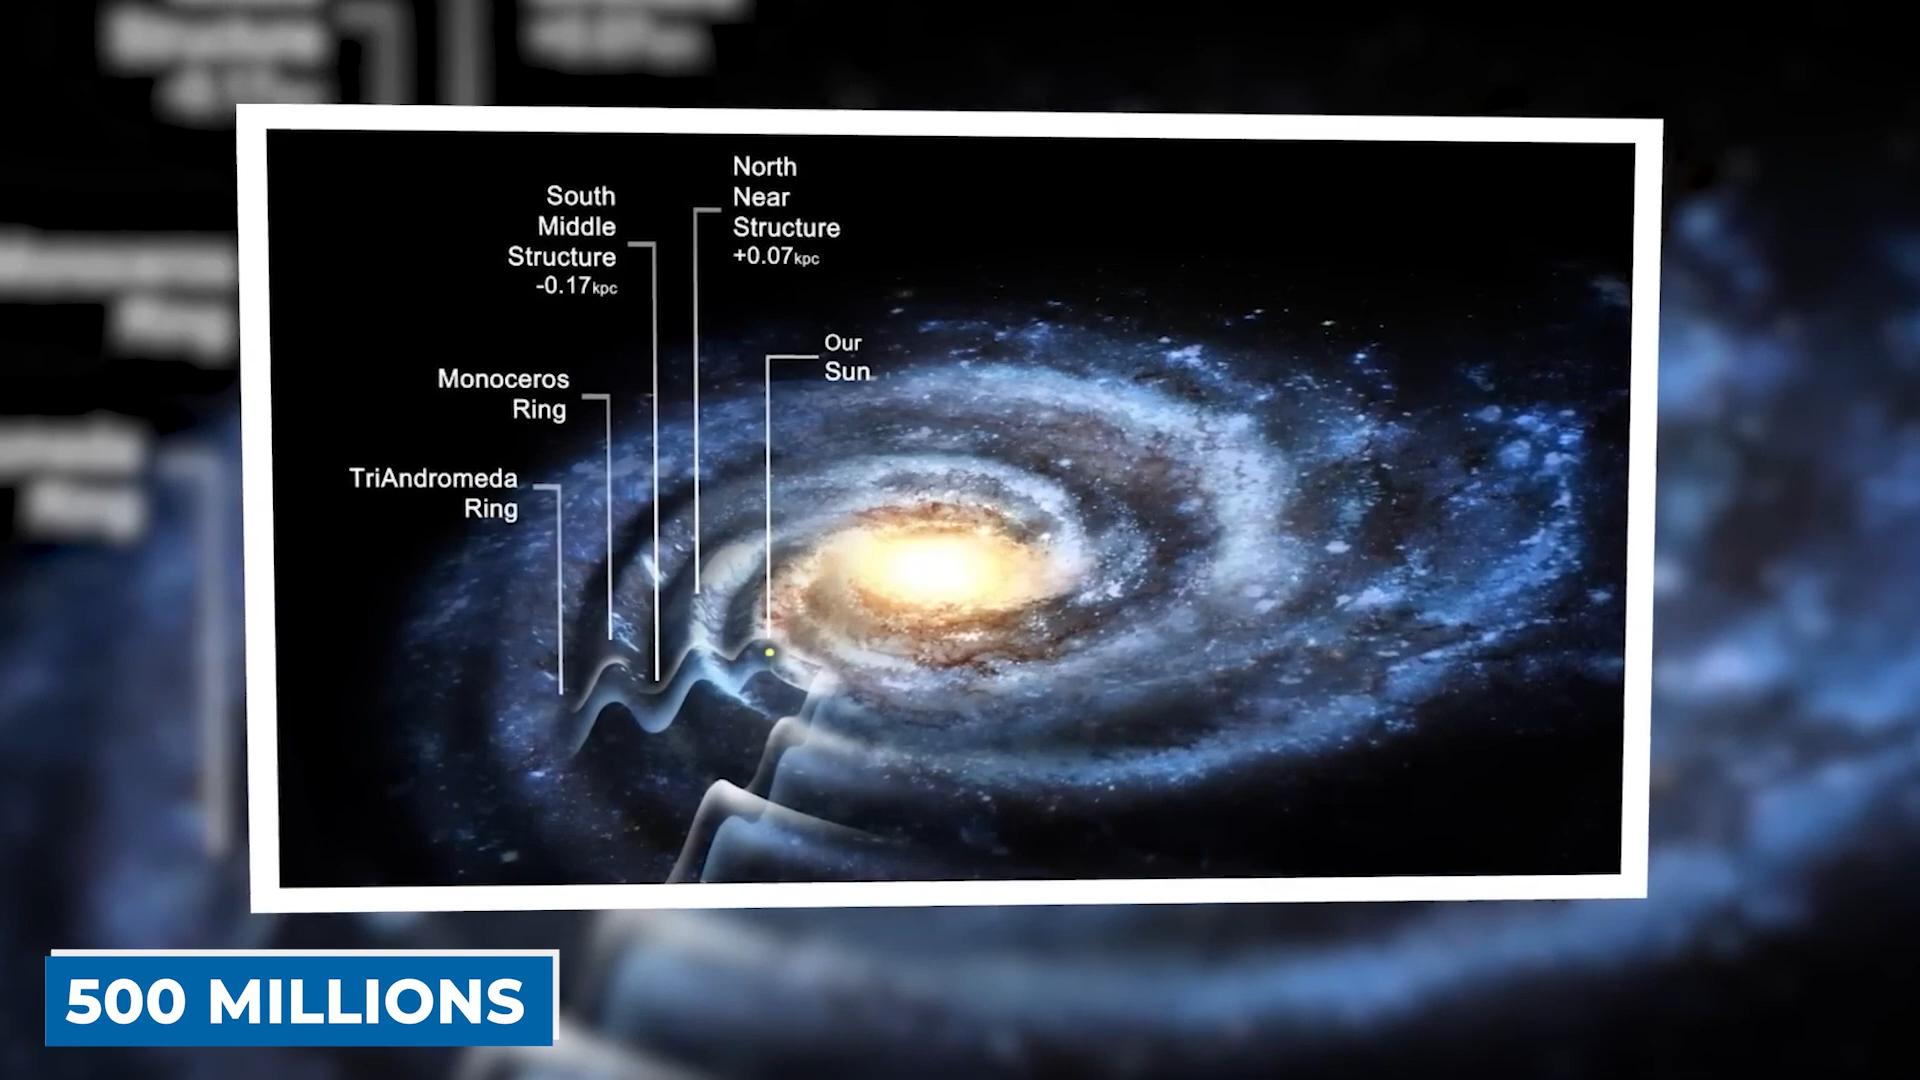 North
Near
Structure
+0.07kpc
South
Middle
Structure
-0.17kpc
Our
Sun
Monoceros
Ring
TriAndromeda
Ring
500 MILLIONS